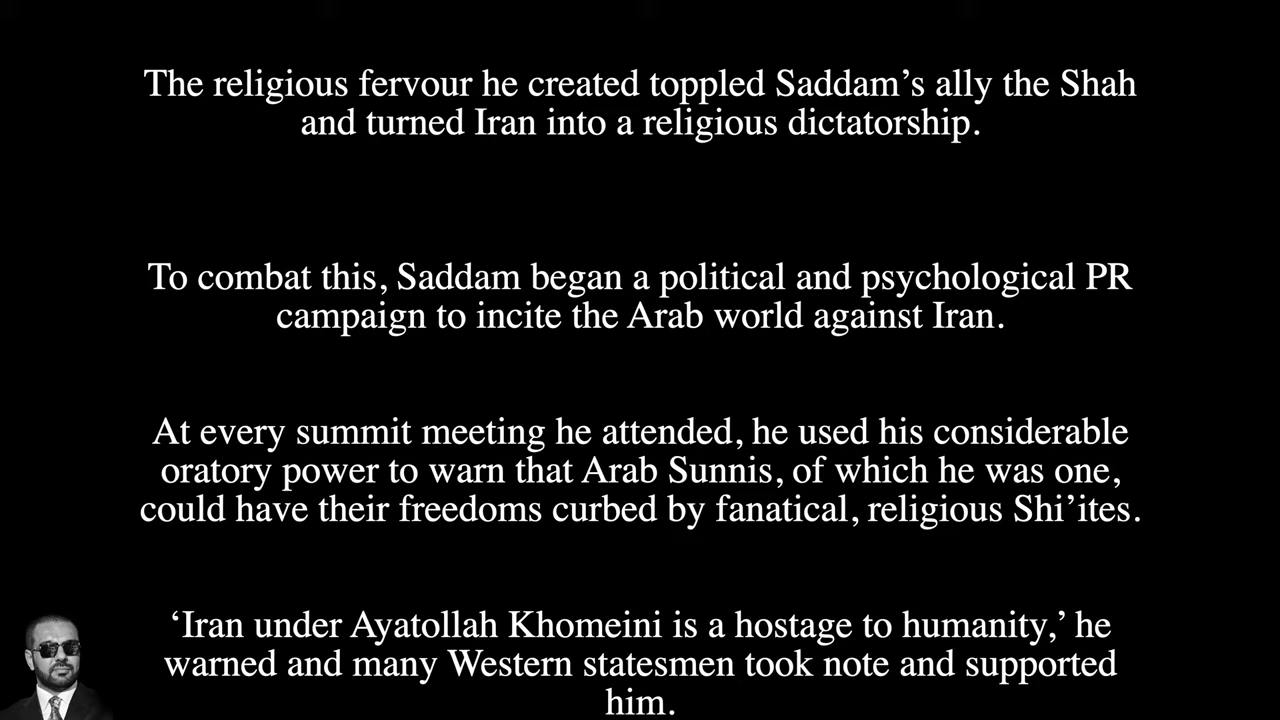 The religious fervour he created toppled Saddam’s ally the Shah
and turned Iran into a religious dictatorship.
To combat this, Saddam began a political and psychological PR
campaign to incite the Arab world against Iran.
At every summit meeting he attended, he used his considerable
oratory power to warn that Arab Sunnis, of which he was one,
could have their freedoms curbed by fanatical, religious Shi’ites.
‘Iran under Ayatollah Khomeini is a hostage to humanity,’ he
warned and many Western statesmen took note and supported
him.